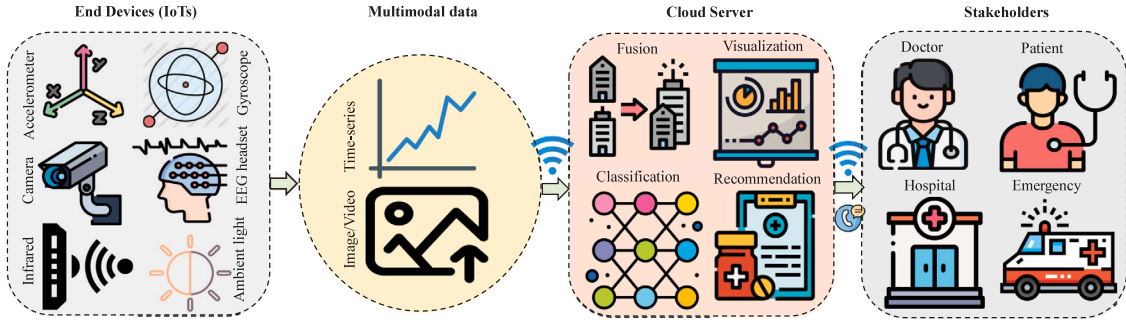 End Devices (IoTs)
Accelerometer
X
Y
Z
Gyroscope
Camera
EEG headset
Infrared
Ambient light
Multimodal data
Time-series
Image/Video
Cloud Server
Fusion
Visualization
Classification
Recommendation
Stakeholders
Doctor
Patient
Hospital
Emergency